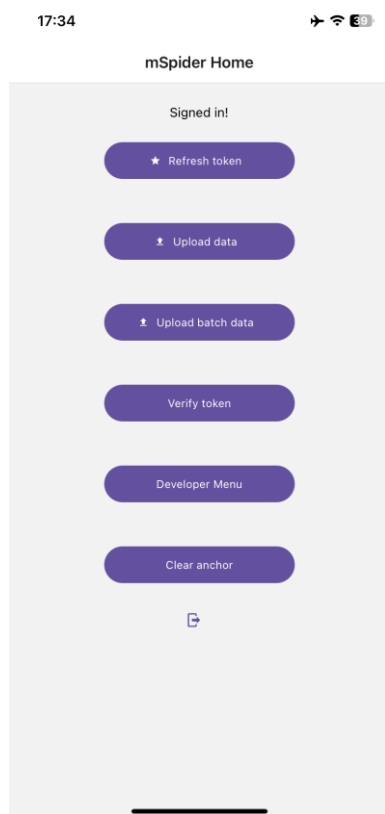 17:34
39
mSpider Home
Signed in!
Refresh token
Upload data
Upload batch data
Verify token
Developer Menu
Clear anchor